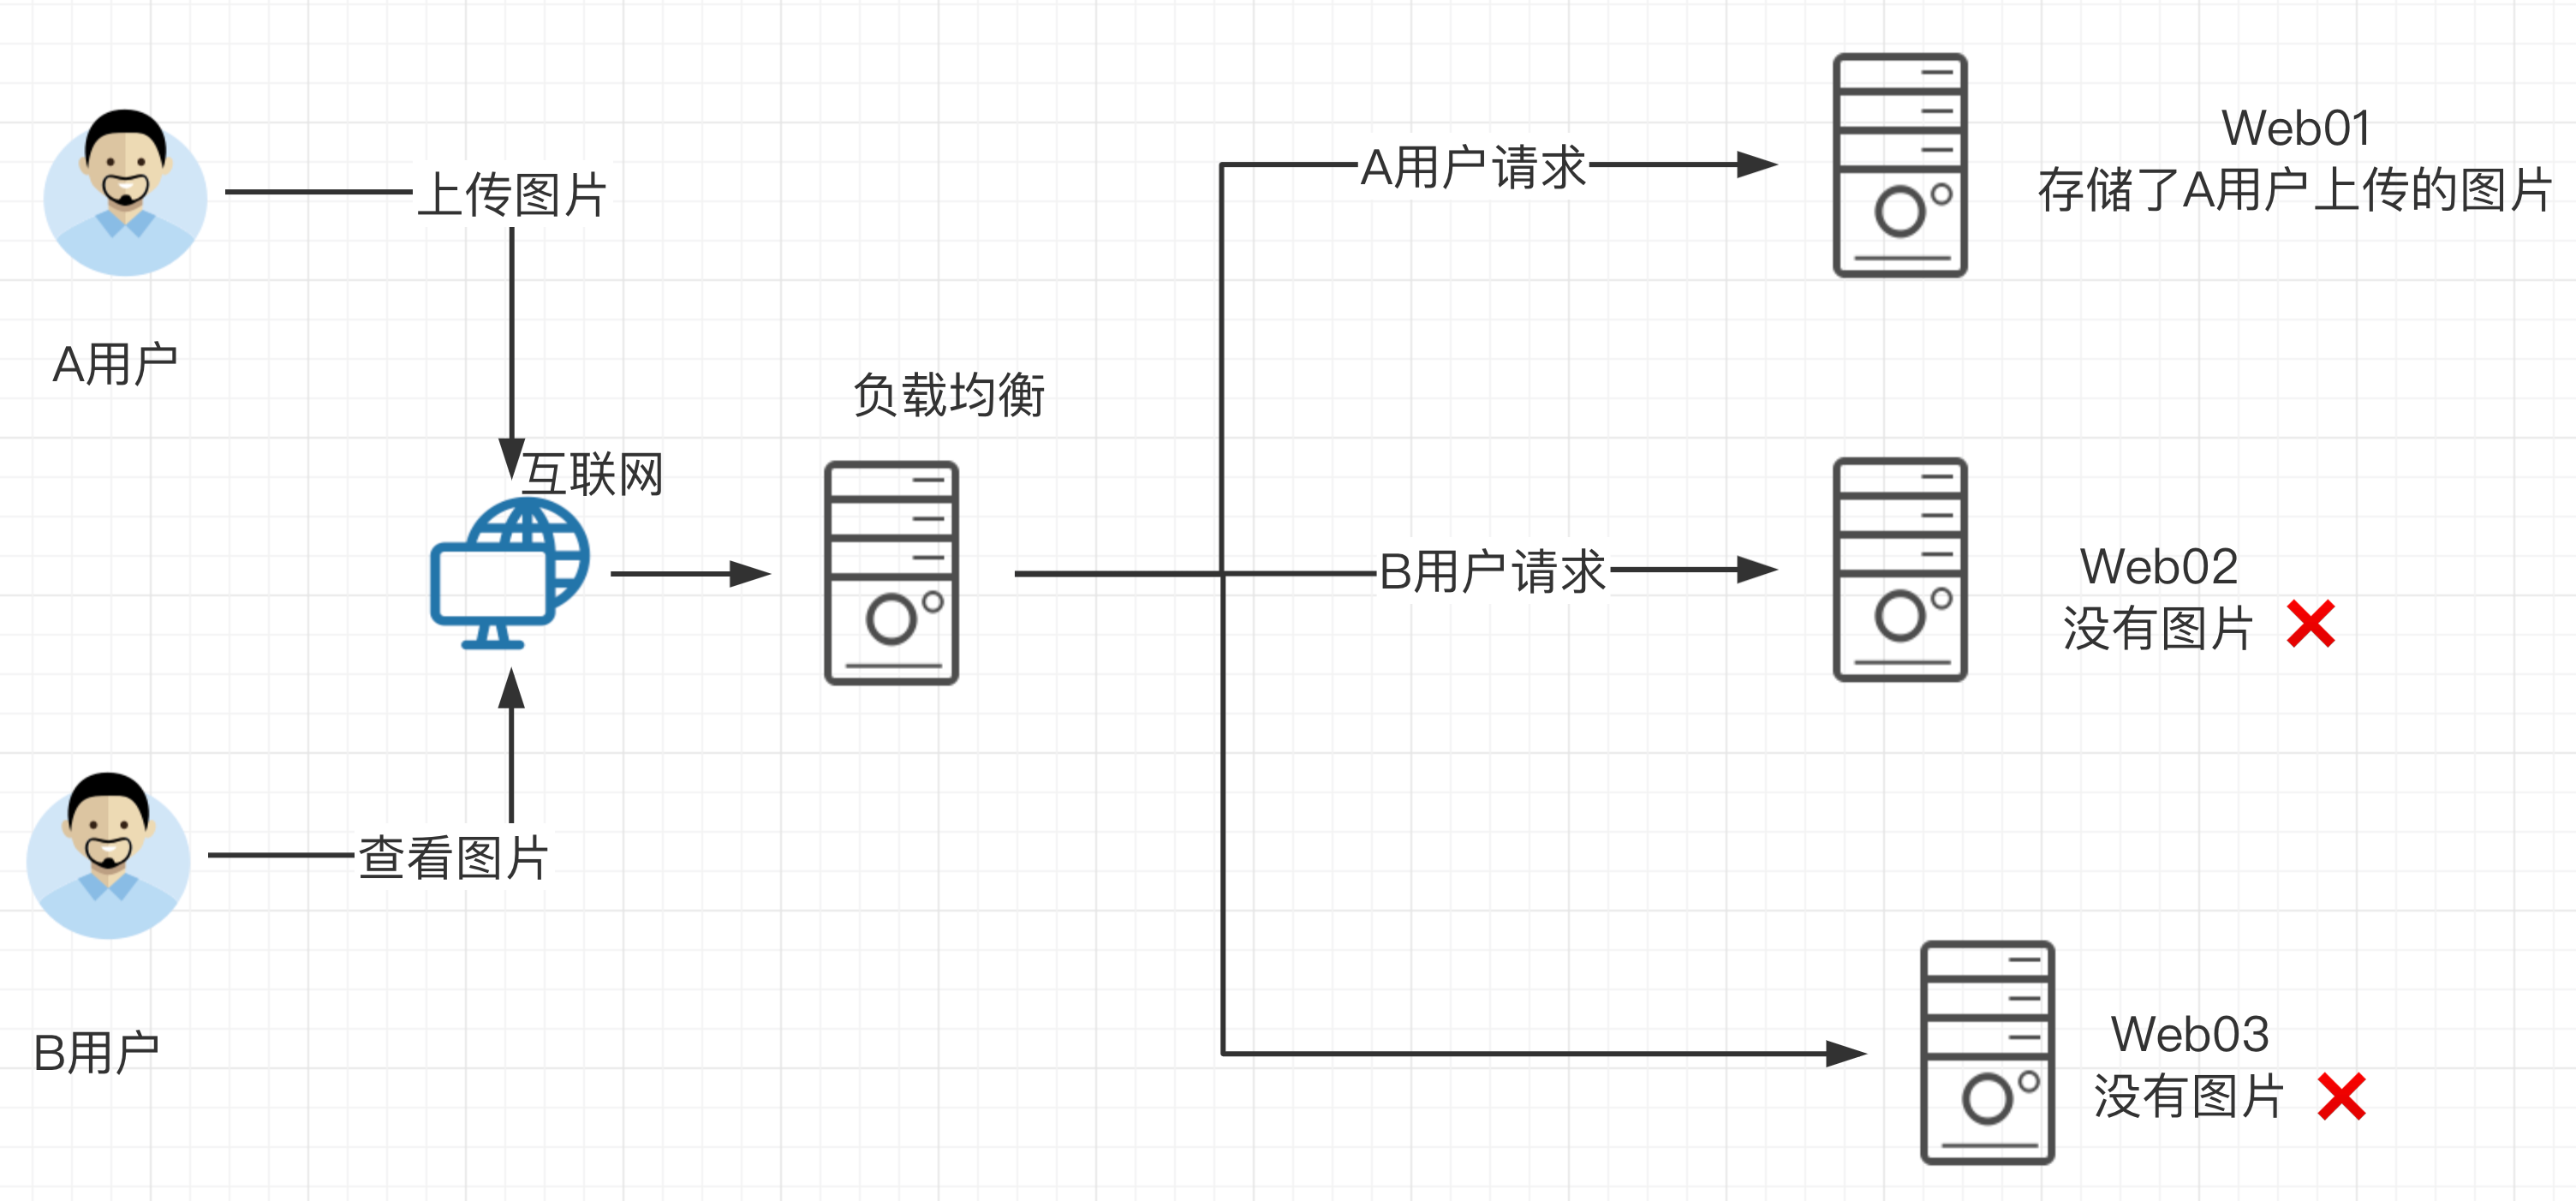 上传图片
A用户
互联网
负载均衡
A用户请求
Web01
存储了A用户上传的图片
B用户请求
Web02
没有图片
查看图片
B用户
Web03
没有图片